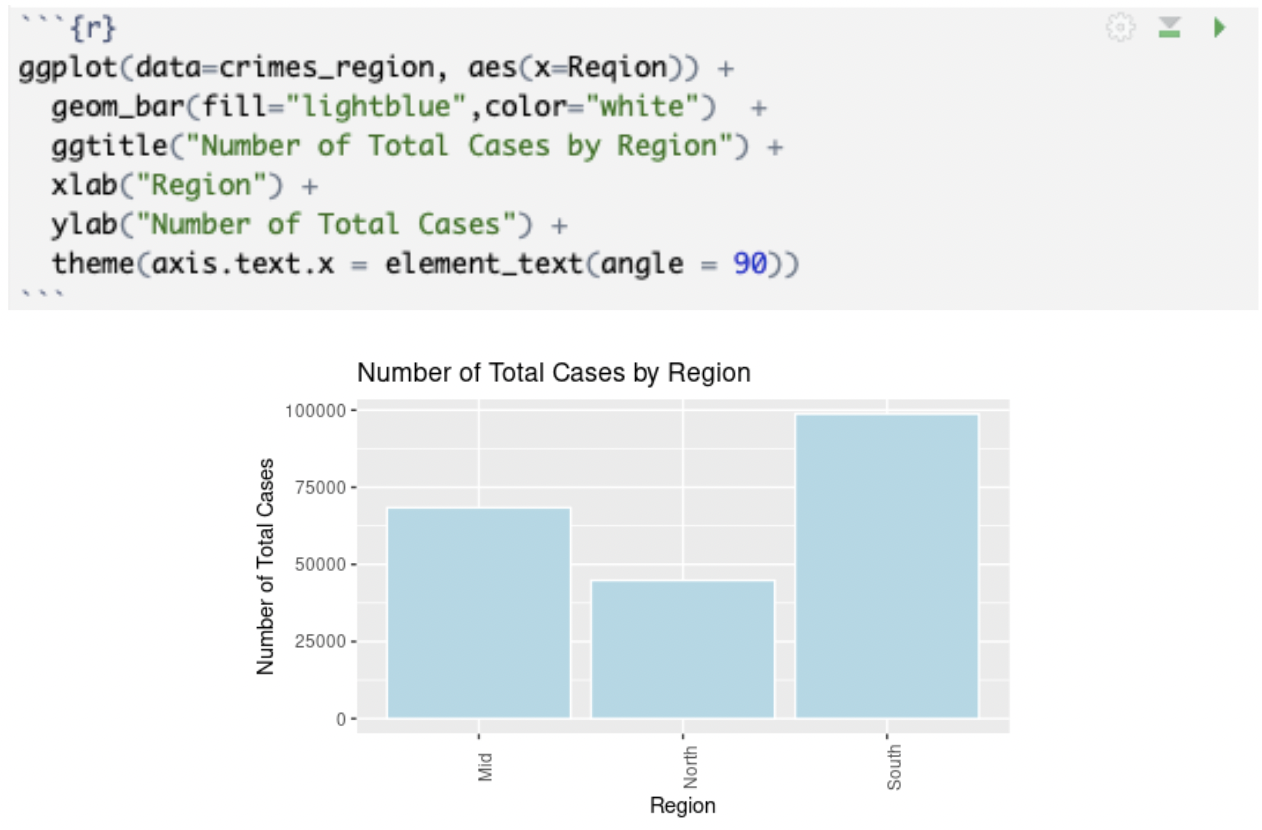 ```{r}
ggplot(data=crimes_region, aes(x=Reqion)) +
  geom_bar(fill="lightblue",color="white")  +
  ggtitle("Number of Total Cases by Region") +
  xlab("Region") +
  ylab("Number of Total Cases") +
  theme(axis.text.x = element_text(angle = 90))
```
Number of Total Cases by Region
Number of Total Cases
100000
75000
50000
25000
0
Mid
North
South
Region